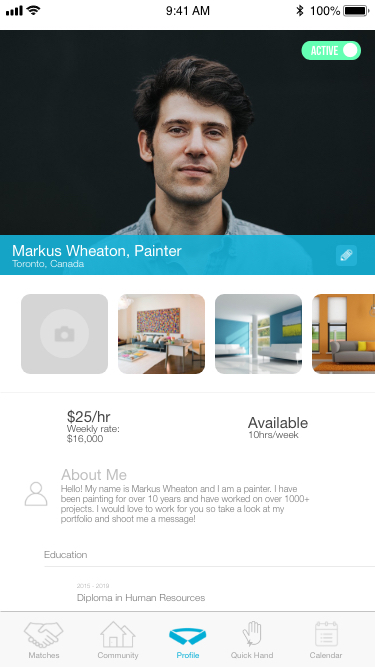 9:41 AM
100%
ACTIVE
Markus Wheaton, Painter
Toronto, Canada
$25/hr
Weekly rate:
$16,000
Available
10hrs/week
About Me
Hello! My name is Markus Wheaton and I am a painter. I have
been painting for over 10 years and have worked on over 1000+
projects. I would love to work for you so take a look at my
portfolio and shoot me a message!
Education
2015 - 2019
Diploma in Human Resources
Matches
Community
Profile
Quick Hand
Calendar